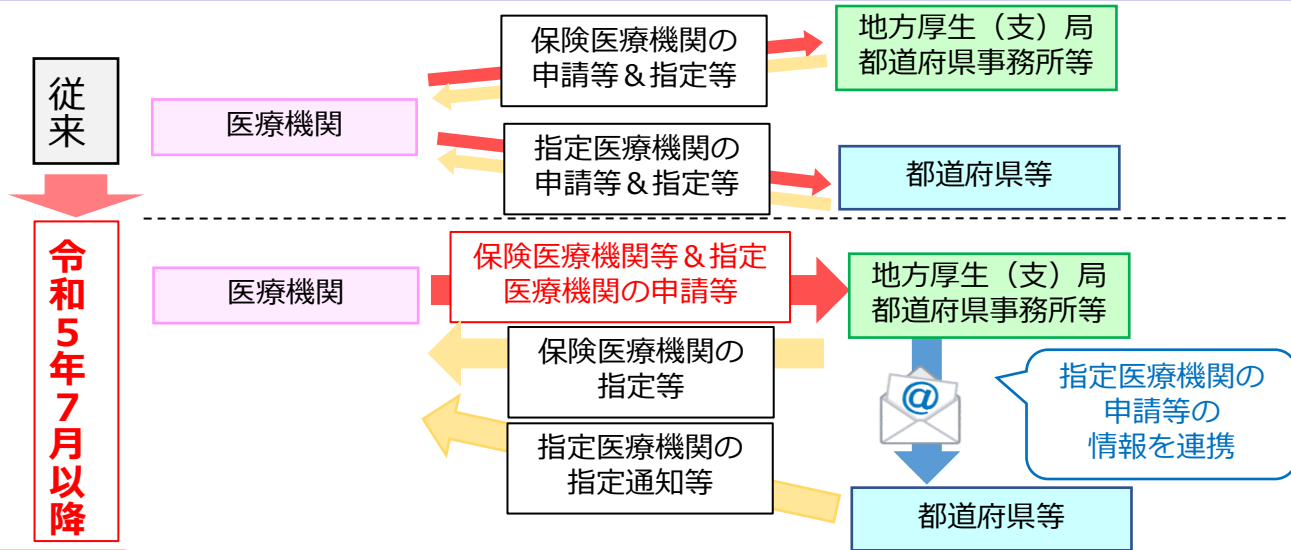 従来
保険医療機関の
申請等＆指定等
地方厚生（支）局
都道府県事務所等
医療機関
指定医療機関の
申請等＆指定等
都道府県等
令和5年7月以降
保険医療機関等＆指定
医療機関の申請等
医療機関
地方厚生（支）局
都道府県事務所等
保険医療機関の
指定等
@
指定医療機関の
申請等の
情報を連携
指定医療機関の
指定通知等
都道府県等